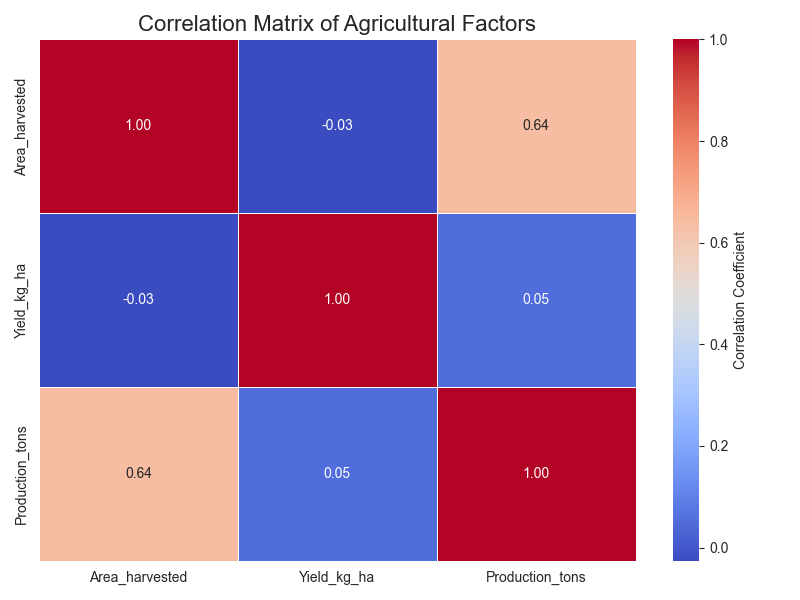 Correlation Matrix of Agricultural Factors
Area_harvested
1.00
-0.03
0.64
Yield_kg_ha
-0.03
1.00
0.05
Production_tons
0.64
0.05
1.00
Area_harvested
Yield_kg_ha
Production_tons
1.0
0.8
0.6
0.4
0.2
0.0
Correlation Coefficient